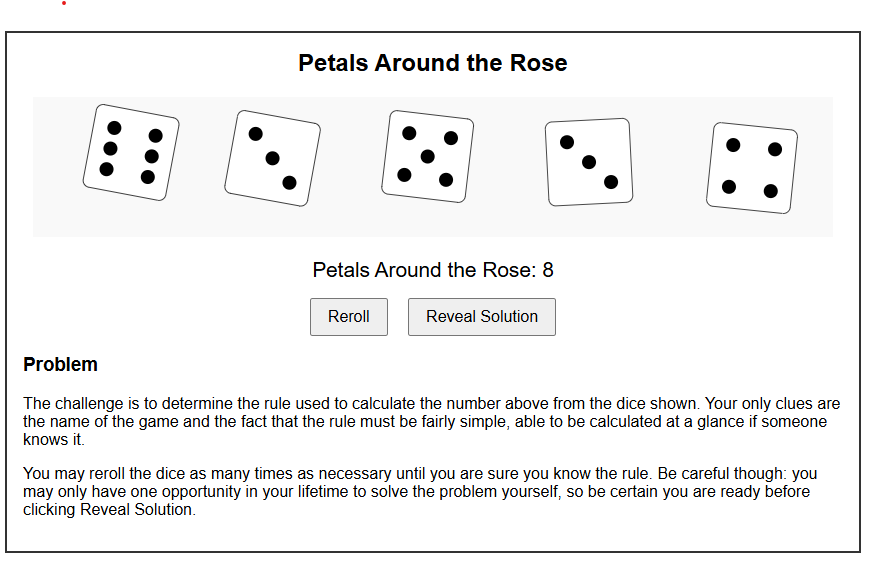 Petals Around the Rose
Petals Around the Rose: 8
Reroll
Reveal Solution
Problem
The challenge is to determine the rule used to calculate the number above from the dice shown. Your only clues are
the name of the game and the fact that the rule must be fairly simple, able to be calculated at a glance if someone
knows it.
You may reroll the dice as many times as necessary until you are sure you know the rule. Be careful though: you
may only have one opportunity in your lifetime to solve the problem yourself, so be certain you are ready before
clicking Reveal Solution.